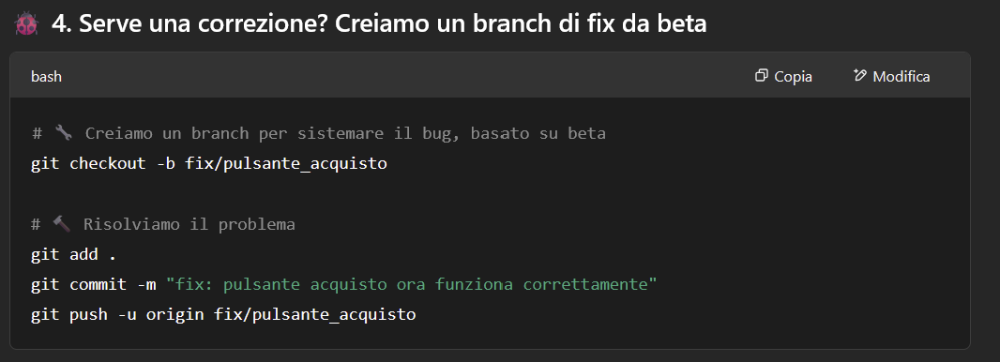 🐞 4. Serve una correzione? Creiamo un branch di fix da beta
bash
Copia
Modifica
# 🔧 Creiamo un branch per sistemare il bug, basato su beta
git checkout -b fix/pulsante_acquisto
# 🔨 Risolviamo il problema
git add .
git commit -m "fix: pulsante acquisto ora funziona correttamente"
git push -u origin fix/pulsante_acquisto